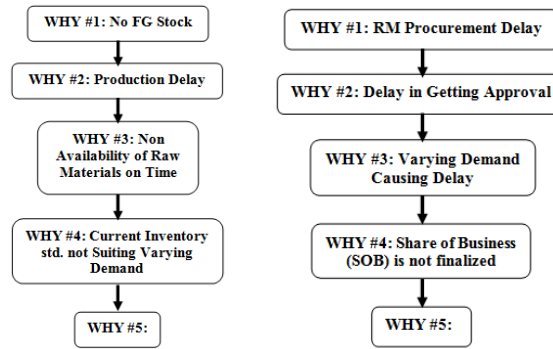 WHY #1: No FG Stock
WHY #2: Production Delay
WHY #3: Non
Availability of Raw
Materials on Time
WHY #4: Current Inventory
std. not Suiting Varying
Demand
WHY #5:
WHY #1: RM Procurement Delay
WHY #2: Delay in Getting Approval
WHY #3: Varying Demand
Causing Delay
WHY #4: Share of Business
(SOB) is not finalized
WHY #5: